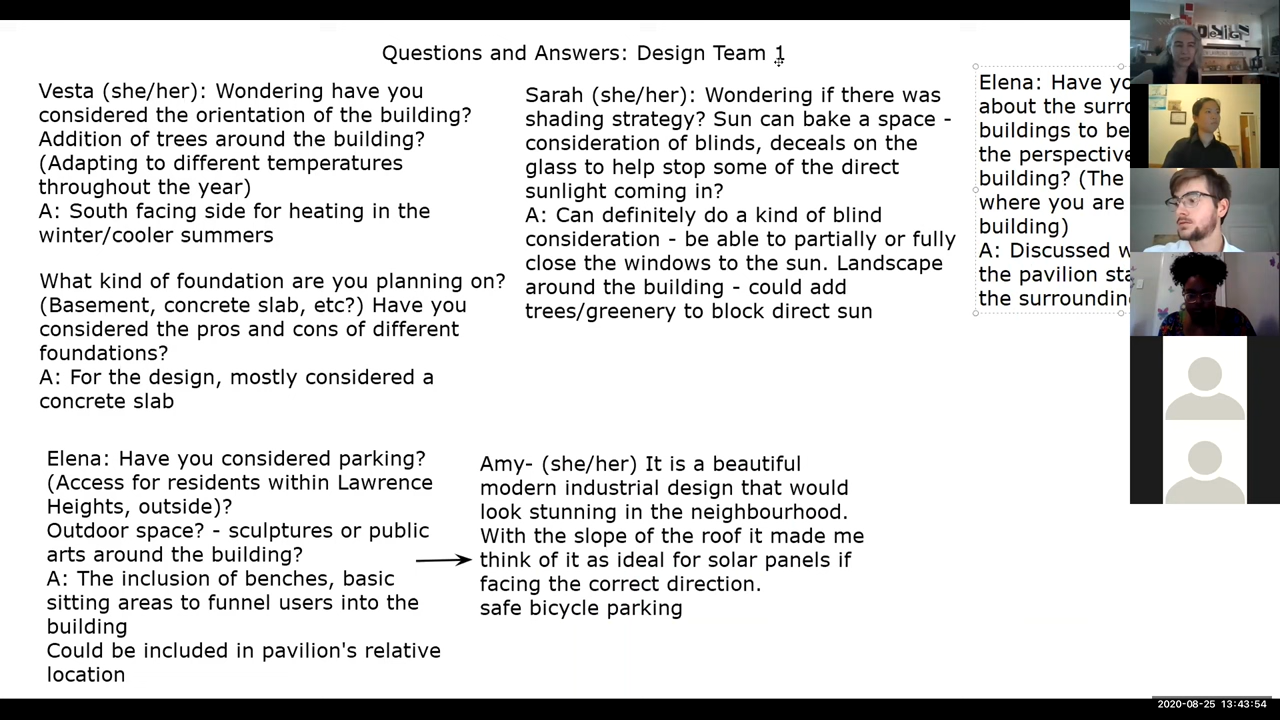 Questions and Answers: Design Team 1
Vesta (she/her): Wondering have you
considered the orientation of the building?
Addition of trees around the building?
(Adapting to different temperatures
throughout the year)
A: South facing side for heating in the
winter/cooler summers
What kind of foundation are you planning on?
(Basement, concrete slab, etc?) Have you
considered the pros and cons of different
foundations?
A: For the design, mostly considered a
concrete slab
Sarah (she/her): Wondering if there was
shading strategy? Sun can bake a space -
consideration of blinds, deceals on the
glass to help stop some of the direct
sunlight coming in?
A: Can definitely do a kind of blind
consideration - be able to partially or fully
close the windows to the sun. Landscape
around the building - could add
trees/greenery to block direct sun
Elena: Have
about the
buildings to be
the perspective
building? (The
where you are
building)
A: Discussed
the pavilion
the
Elena: Have you considered parking?
(Access for residents within Lawrence
Heights, outside)?
Outdoor space? - sculptures or public
arts around the building?
A: The inclusion of benches, basic
sitting areas to funnel users into the
building
Could be included in pavilion's relative
location
Amy- (she/her) It is a beautiful
modern industrial design that would
look stunning in the neighbourhood.
With the slope of the roof it made me
think of it as ideal for solar panels if
facing the correct direction.
safe bicycle parking
2020-08-25 13:43:54